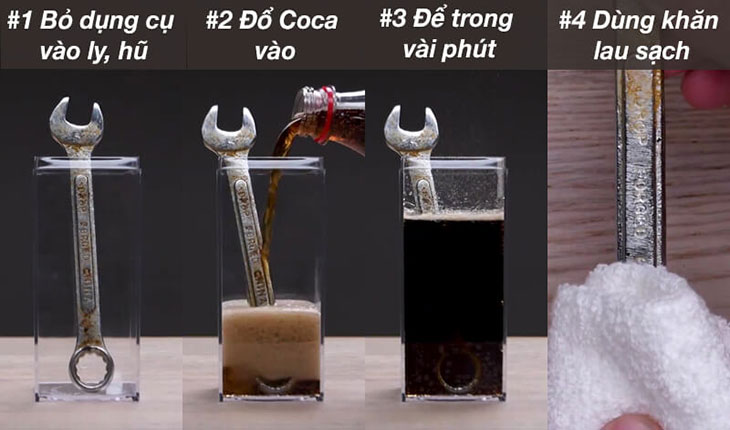 #1 Bỏ dụng cụ
vào ly, hũ
#2 Đổ Coca
vào
#3 Để trong
vài phút
#4 Dùng khăn
lau sạch